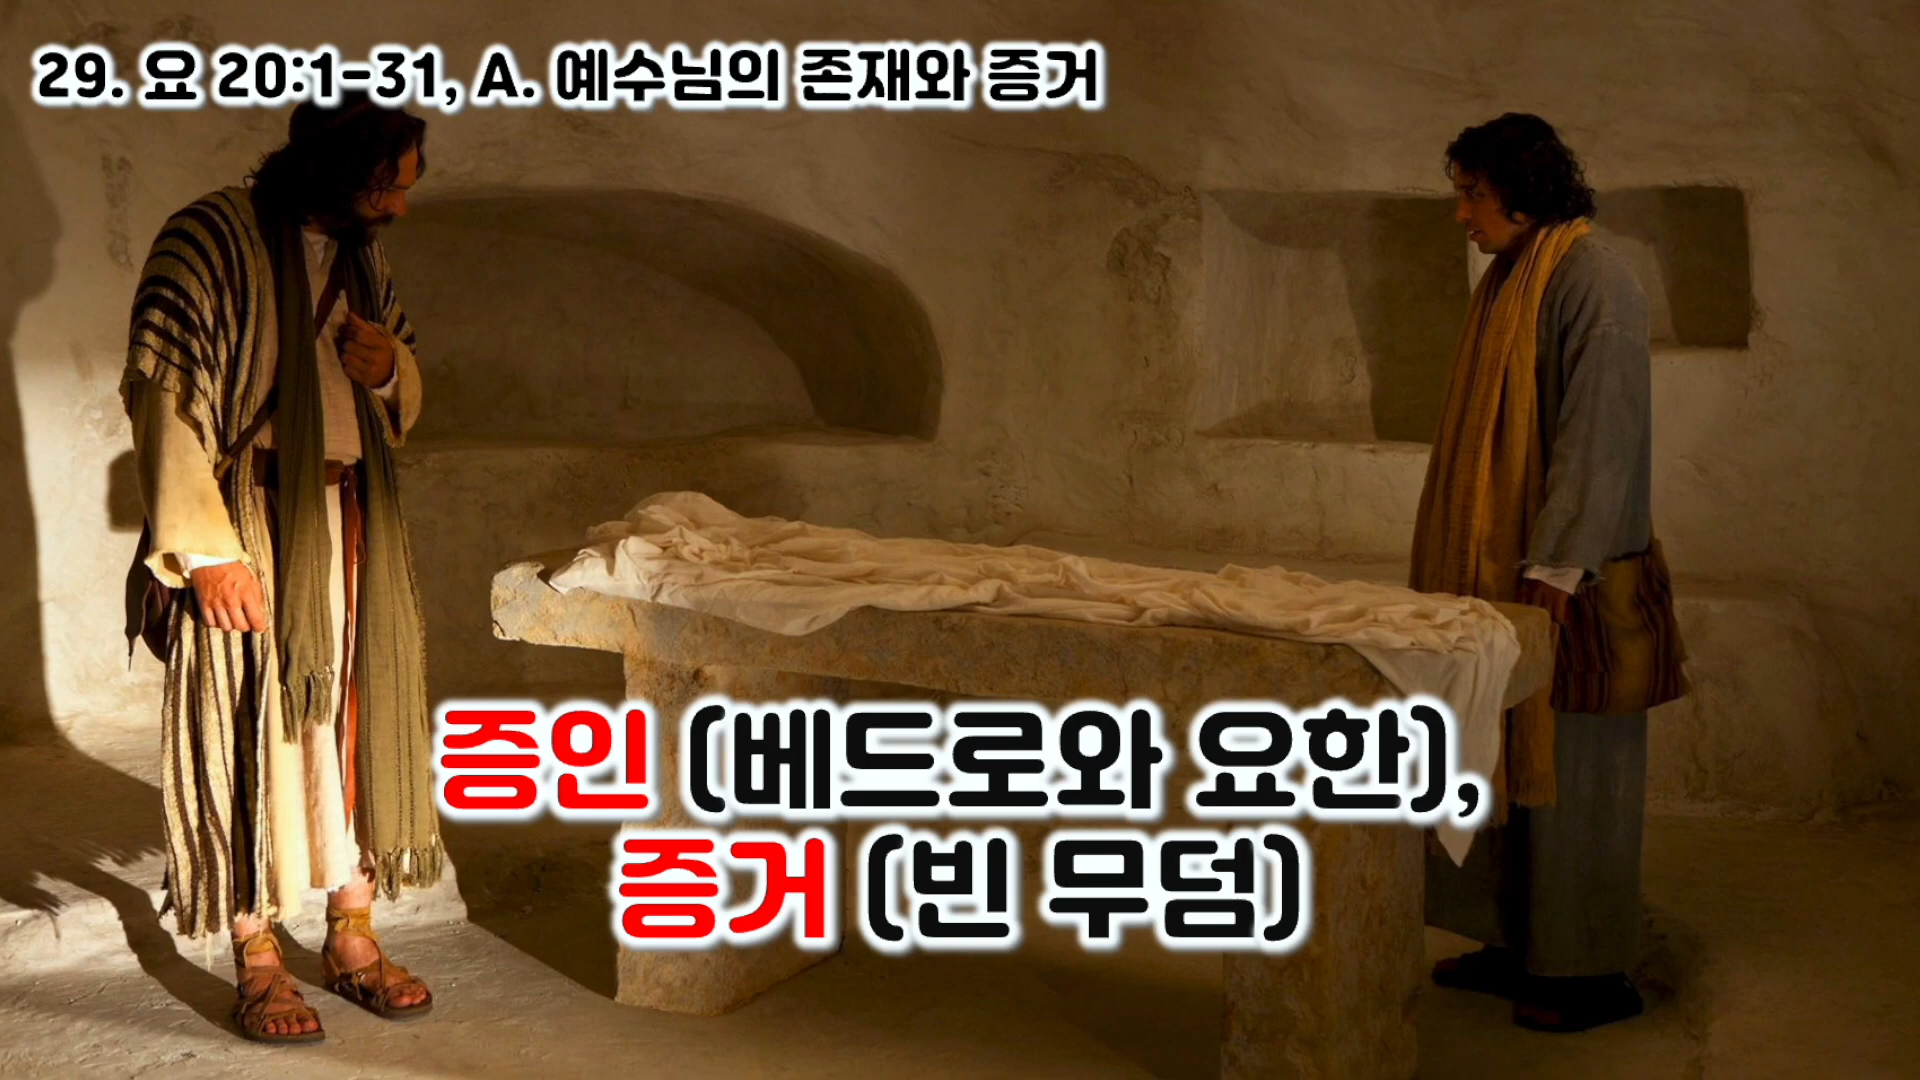 29. 요 20:1-31, A. 예수님의 존재와 증거
증인 (베드로와 요한),
증거 (빈 무덤)